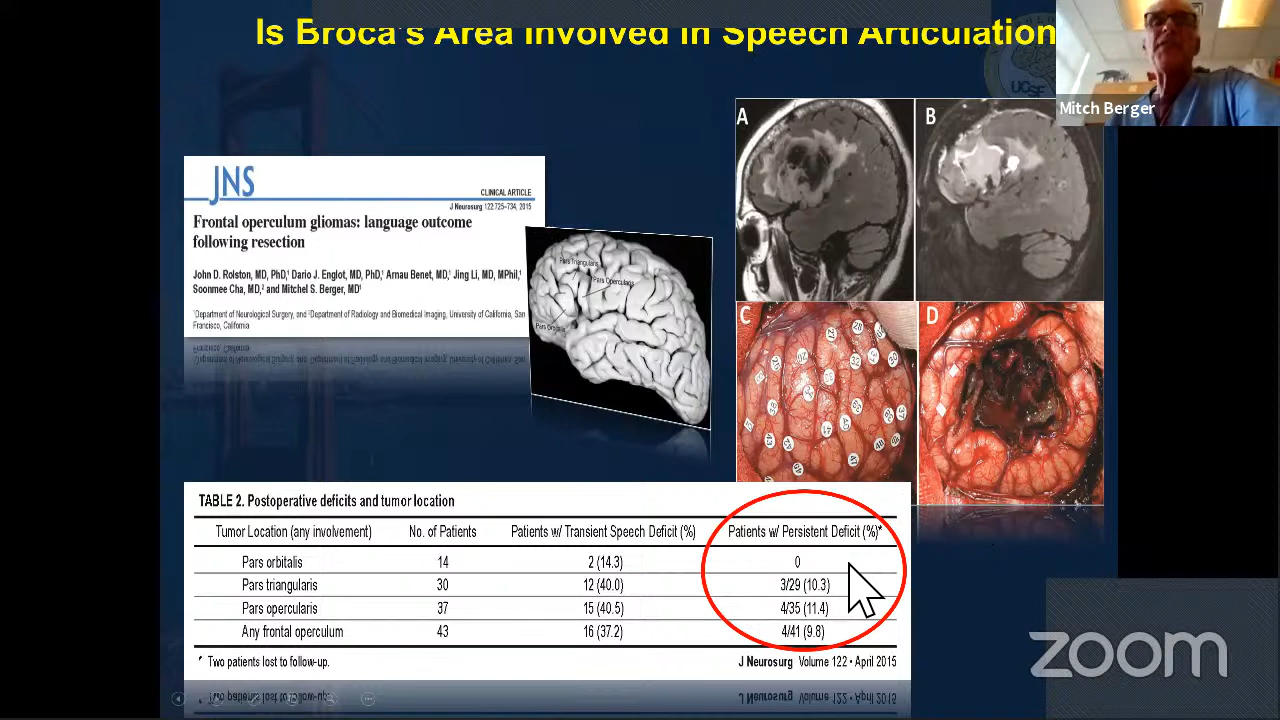 Is Broca's Area Involved in Speech Articulation
UCSF
Mitch Berger
JNS
CLINICAL ARTICLE
J Neurosurg 122:725–734, 2015
Frontal operculum gliomas: language outcome
following resection
John D. Rolston, MD, PhD,¹ Dario J. Englot, MD, PhD,¹ Arnau Benet, MD,¹ Jing Li, MD, MPhil,¹
Soonmee Cha, MD,² and Mitchel S. Berger, MD¹
¹Department of Neurological Surgery, and ²Department of Radiology and Biomedical Imaging, University of California, San
Francisco, California
Pars Triangularis
Pars Opercularis
Pars Orbitalis
A
B
C
D
TABLE 2. Postoperative deficits and tumor location
Tumor Location (any involvement) No. of Patients Patients w/ Transient Speech Deficit (%) Patients w/ Persistent Deficit (%)*
Pars orbitalis 14 2 (14.3) 0
Pars triangularis 30 12 (40.0) 3/29 (10.3)
Pars opercularis 37 15 (40.5) 4/35 (11.4)
Any frontal operculum 43 16 (37.2) 4/41 (9.8)
* Two patients lost to follow-up. J Neurosurg Volume 122 • April 2015
zoom